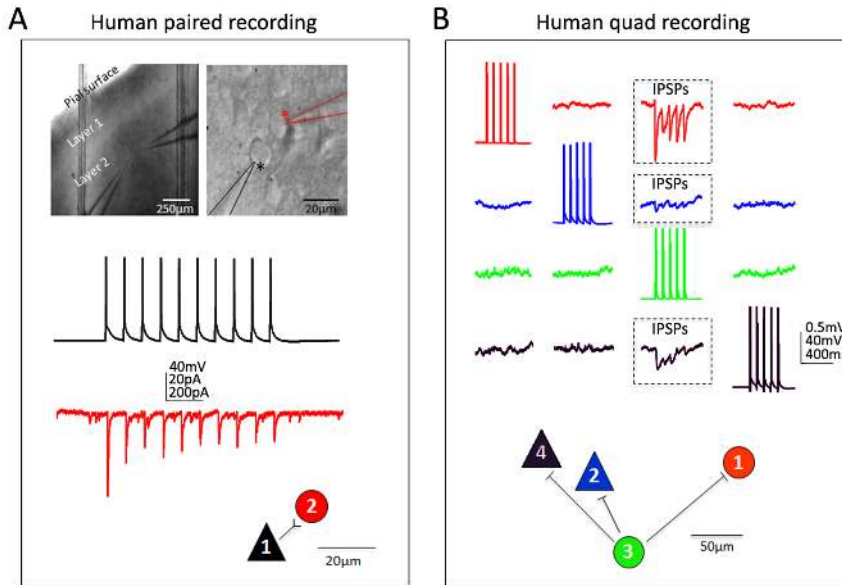 A
Human paired recording
Pial surface
Layer 1
Layer 2
250µm
*
*
20µm
40mV
20pA
200pA
2
1
20µm
B
Human quad recording
IPSPs
IPSPs
IPSPs
0.5mV
40mV
400ms
4
2
1
3
50µm